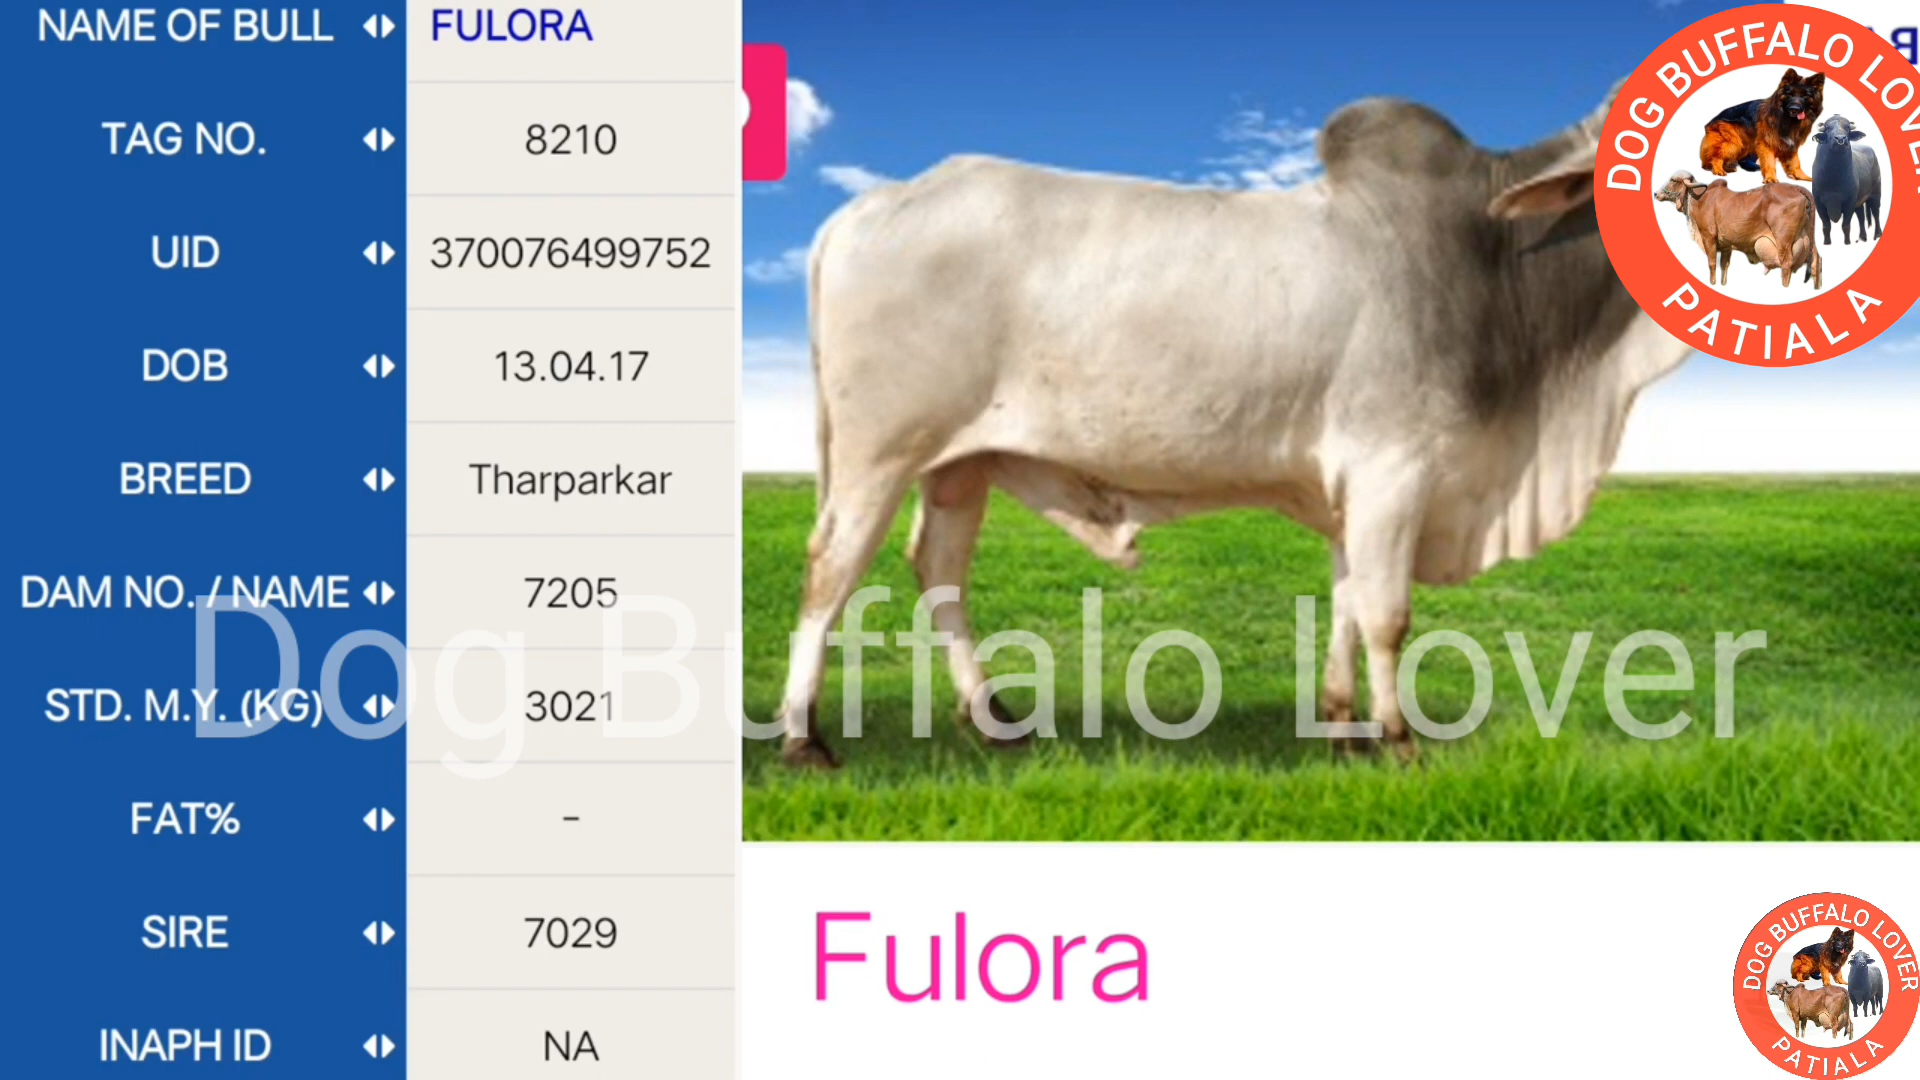 NAME OF BULL FULORA
TAG NO. 8210
UID 370076499752
DOB 13.04.17
BREED Tharparkar
DAM NO. / NAME 7205
STD. M.Y. (KG) 3021
FAT% -
SIRE 7029
INAPH ID NA
Dog Buffalo Lover
Fulora
DOG BUFFALO LOVER
PATIALA
DOG BUFFALO LOVER
PATIALA